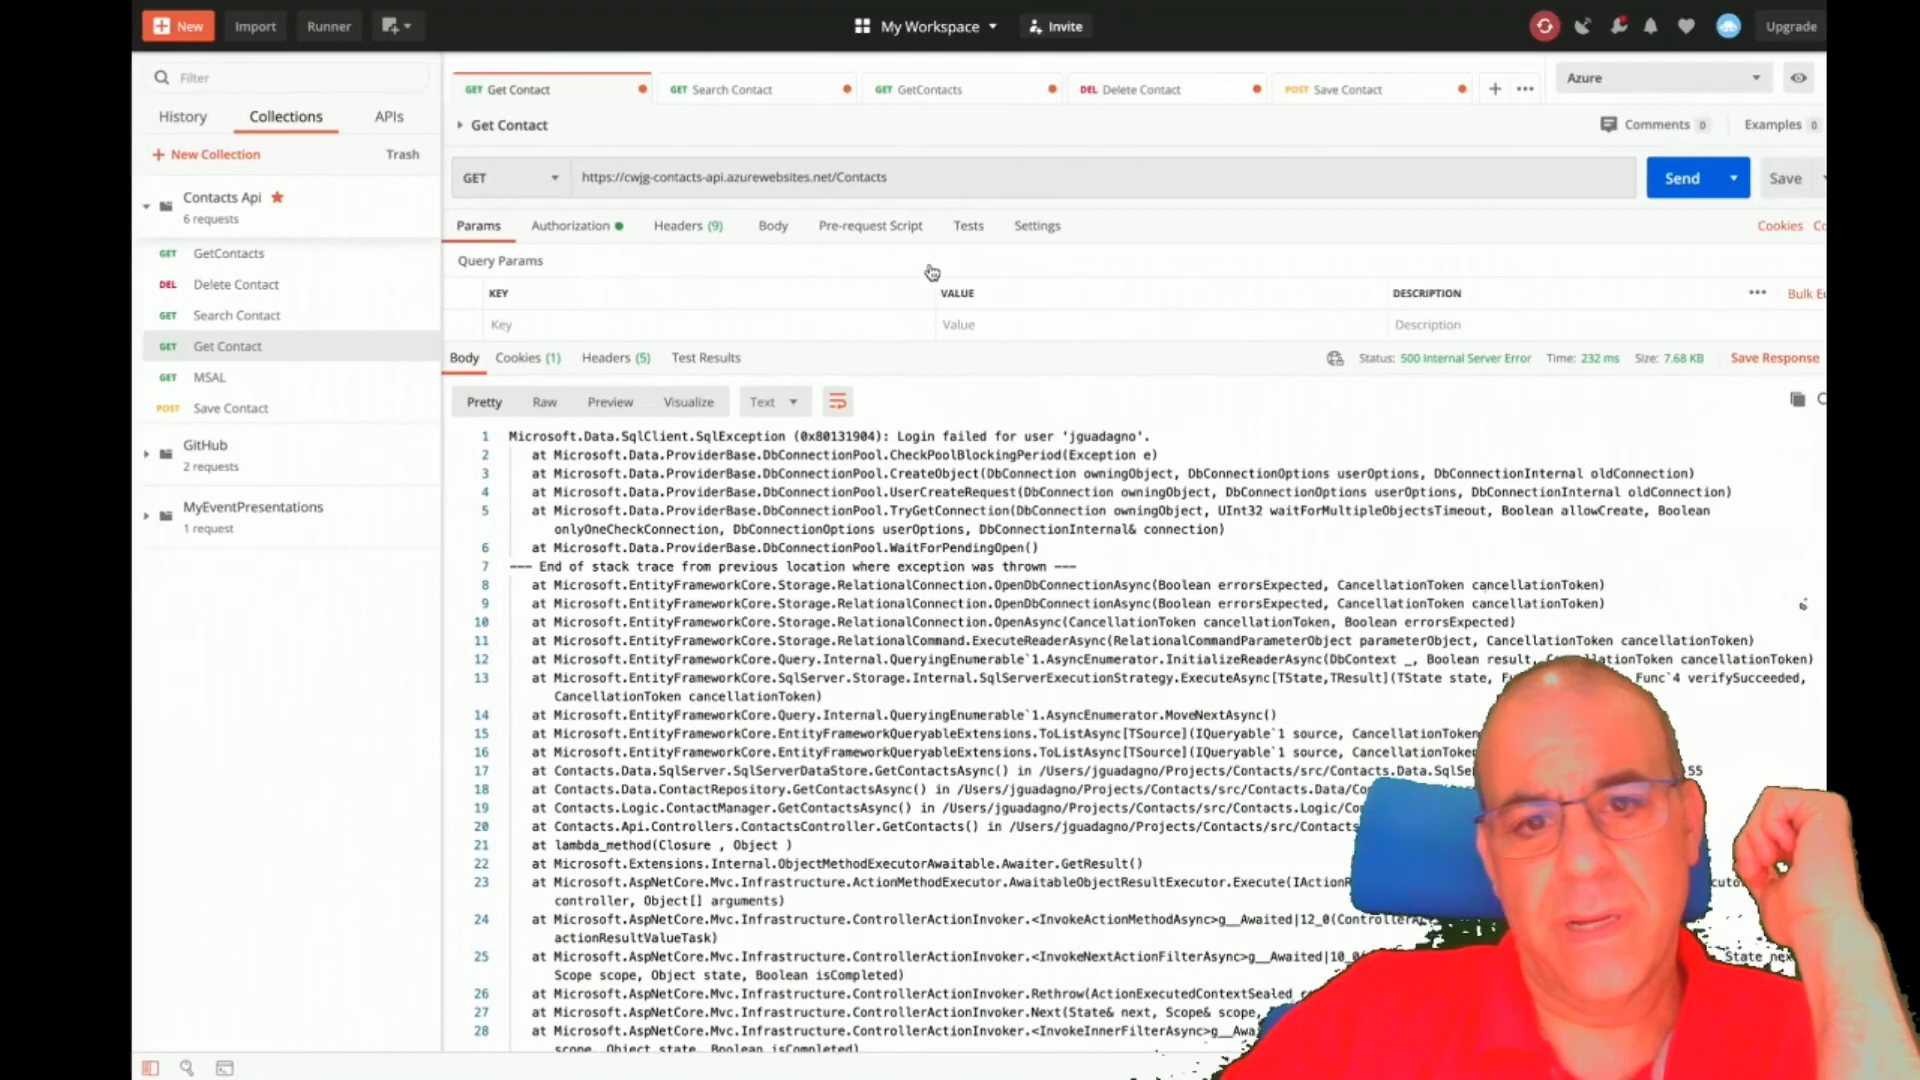 New
Import
Runner
My Workspace
Invite
Upgrade
Filter
GET Get Contact
GET Search Contact
GET GetContacts
DEL Delete Contact
POST Save Contact
Azure
History
Collections
APIs
Get Contact
Comments 0
Examples 0
New Collection
Trash
GET
https://cwjg-contacts-api.azurewebsites.net/Contacts
Send
Save
Contacts Api
6 requests
Params
Authorization
Headers (9)
Body
Pre-request Script
Tests
Settings
Cookies
GET GetContacts
DEL Delete Contact
GET Search Contact
GET Get Contact
GET MSAL
POST Save Contact
GitHub
2 requests
MyEventPresentations
1 request
Query Params
KEY
VALUE
DESCRIPTION
Bulk
Key
Value
Description
Body
Cookies (1)
Headers (5)
Test Results
Status: 500 Internal Server Error
Time: 232 ms
Size: 7.68 KB
Save Response
Pretty
Raw
Preview
Visualize
Text
1 Microsoft.Data.SqlClient.SqlException (0x80131904): Login failed for user 'jguadagno'.
2 at Microsoft.Data.ProviderBase.DbConnectionPool.CheckPoolBlockingPeriod(Exception e)
3 at Microsoft.Data.ProviderBase.DbConnectionPool.CreateObject(DbConnection owningObject, DbConnectionOptions userOptions, DbConnectionInternal oldConnection)
4 at Microsoft.Data.ProviderBase.DbConnectionPool.UserCreateRequest(DbConnection owningObject, DbConnectionOptions userOptions, DbConnectionInternal oldConnection)
5 at Microsoft.Data.ProviderBase.DbConnectionPool.TryGetConnection(DbConnection owningObject, UInt32 waitForMultipleObjectsTimeout, Boolean allowCreate, Boolean
onlyOneCheckConnection, DbConnectionOptions userOptions, DbConnectionInternal& connection)
6 at Microsoft.Data.ProviderBase.DbConnectionPool.WaitForPendingOpen()
7 --- End of stack trace from previous location where exception was thrown ---
8 at Microsoft.EntityFrameworkCore.Storage.RelationalConnection.OpenDbConnectionAsync(Boolean errorsExpected, CancellationToken cancellationToken)
9 at Microsoft.EntityFrameworkCore.Storage.RelationalConnection.OpenDbConnectionAsync(Boolean errorsExpected, CancellationToken cancellationToken)
10 at Microsoft.EntityFrameworkCore.Storage.RelationalConnection.OpenAsync(CancellationToken cancellationToken, Boolean errorsExpected)
11 at Microsoft.EntityFrameworkCore.Storage.RelationalCommand.ExecuteReaderAsync(RelationalCommandParameterObject parameterObject, CancellationToken cancellationToken)
12 at Microsoft.EntityFrameworkCore.Query.Internal.QueryingEnumerable`1.AsyncEnumerator.InitializeReaderAsync(DbContext _, Boolean result, cancellationToken)
13 at Microsoft.EntityFrameworkCore.SqlServer.Storage.Internal.SqlServerExecutionStrategy.ExecuteAsync[TState,TResult](TState state, Func`4 verifySucceeded,
CancellationToken cancellationToken)
14 at Microsoft.EntityFrameworkCore.Query.Internal.QueryingEnumerable`1.AsyncEnumerator.MoveNextAsync()
15 at Microsoft.EntityFrameworkCore.EntityFrameworkQueryableExtensions.ToListAsync[TSource](IQueryable`1 source, CancellationToken
16 at Microsoft.EntityFrameworkCore.EntityFrameworkQueryableExtensions.ToListAsync[TSource](IQueryable`1 source, CancellationToken
17 at Contacts.Data.SqlServer.SqlServerDataStore.GetContactsAsync() in /Users/jguadagno/Projects/Contacts/src/Contacts.Data.SqlSe 55
18 at Contacts.Data.ContactRepository.GetContactsAsync() in /Users/jguadagno/Projects/Contacts/src/Contacts.Data/Co
19 at Contacts.Logic.ContactManager.GetContactsAsync() in /Users/jguadagno/Projects/Contacts/src/Contacts.Logic/Co
20 at Contacts.Api.Controllers.ContactsController.GetContacts() in /Users/jguadagno/Projects/Contacts/src/Contacts
21 at lambda_method(Closure , Object )
22 at Microsoft.Extensions.Internal.ObjectMethodExecutorAwaitable.Awaiter.GetResult()
23 at Microsoft.AspNetCore.Mvc.Infrastructure.ActionMethodExecutor.AwaitableObjectResultExecutor.Execute(IActionR
controller, Object[] arguments)
24 at Microsoft.AspNetCore.Mvc.Infrastructure.ControllerActionInvoker.<InvokeActionMethodAsync>g__Awaited|12_0(ControllerAc
actionResultValueTask)
25 at Microsoft.AspNetCore.Mvc.Infrastructure.ControllerActionInvoker.<InvokeNextActionFilterAsync>g__Awaited|10_0 State
Scope scope, Object state, Boolean isCompleted)
26 at Microsoft.AspNetCore.Mvc.Infrastructure.ControllerActionInvoker.Rethrow(ActionExecutedContextSealed
27 at Microsoft.AspNetCore.Mvc.Infrastructure.ControllerActionInvoker.Next(State& next, Scope& scope,
28 at Microsoft.AspNetCore.Mvc.Infrastructure.ControllerActionInvoker.<InvokeInnerFilterAsync>g__Awa
scope, Object state, Boolean isCompleted)